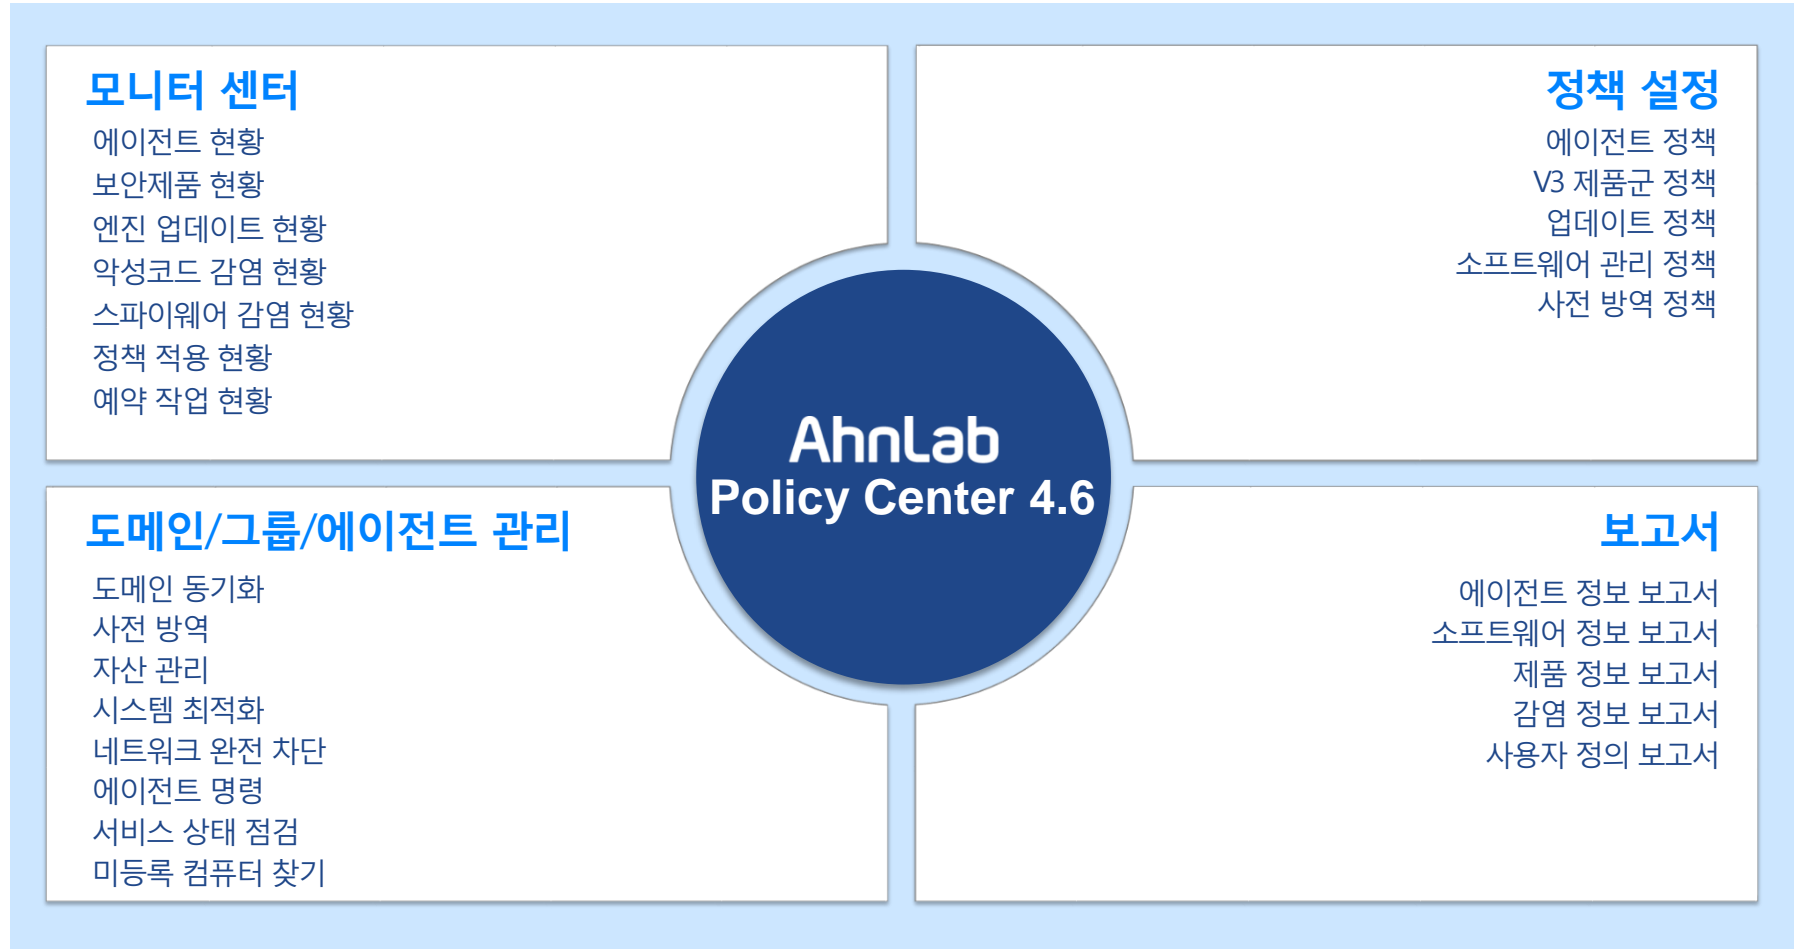 모니터 센터
에이전트 현황
보안제품 현황
엔진 업데이트 현황
악성코드 감염 현황
스파이웨어 감염 현황
정책 적용 현황
예약 작업 현황
정책 설정
에이전트 정책
V3 제품군 정책
업데이트 정책
소프트웨어 관리 정책
사전 방역 정책
AhnLab
Policy Center 4.6
도메인/그룹/에이전트 관리
도메인 동기화
사전 방역
자산 관리
시스템 최적화
네트워크 완전 차단
에이전트 명령
서비스 상태 점검
미등록 컴퓨터 찾기
보고서
에이전트 정보 보고서
소프트웨어 정보 보고서
제품 정보 보고서
감염 정보 보고서
사용자 정의 보고서